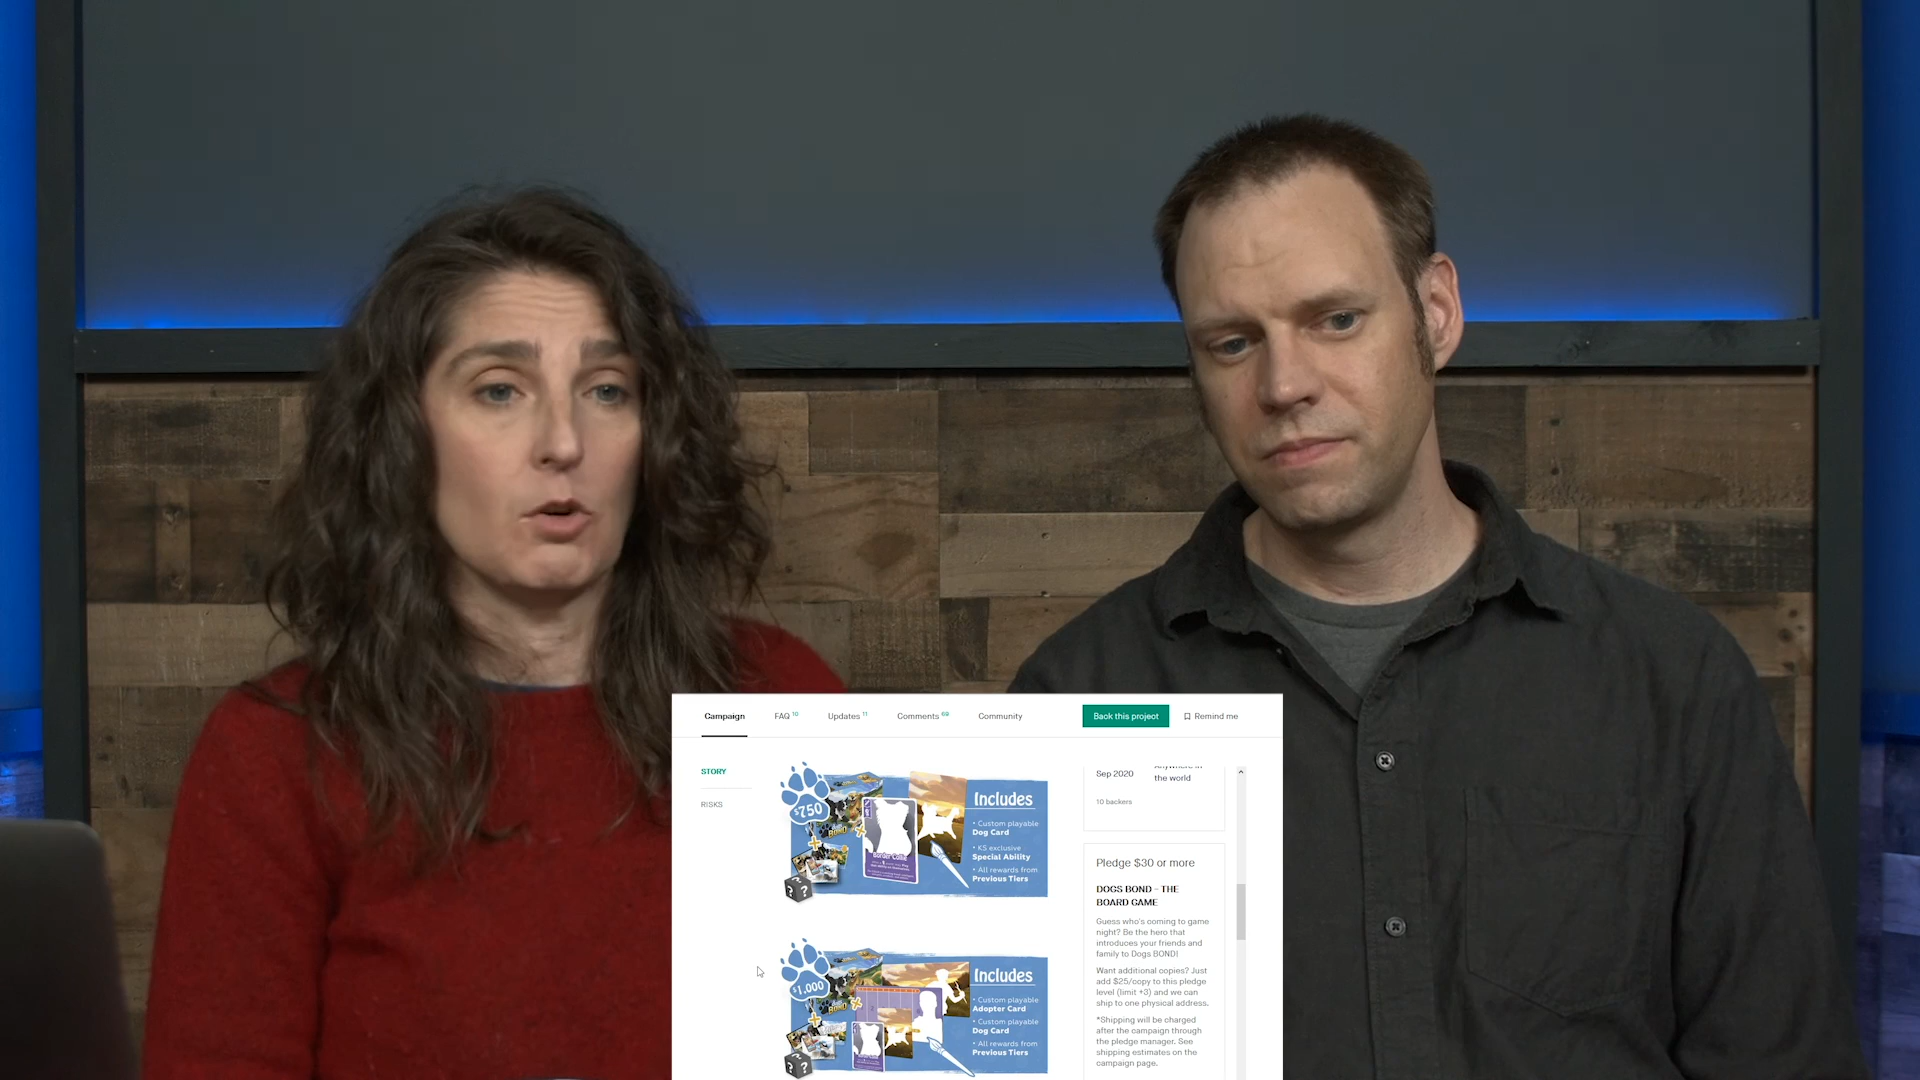 Campaign
FAQ 10
Updates 11
Comments 69
Community
Back this project
Remind me
STORY
RISKS
$750
Includes
• Custom playable
Dog Card
• KS exclusive
Special Ability
• All rewards from
Previous Tiers
BOND
Border Collie
$1,000
Includes
• Custom playable
Adopter Card
• Custom playable
Dog Card
• All rewards from
Previous Tiers
Sep 2020
the world
10 backers
Pledge $30 or more
DOGS BOND - THE
BOARD GAME
Guess who's coming to game
night? Be the hero that
introduces your friends and
family to Dogs BOND!
Want additional copies? Just
add $25/copy to this pledge
level (limit +3) and we can
ship to one physical address.
*Shipping will be charged
after the campaign through
the pledge manager. See
shipping estimates on the
campaign page.